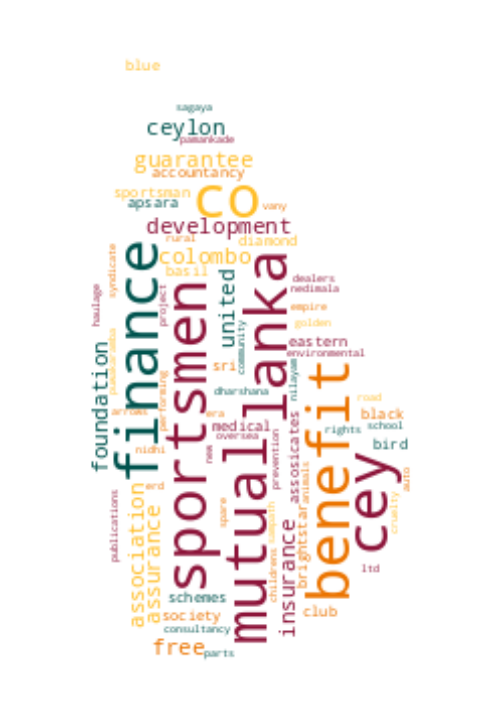 blue
sagaya
ceylon
pamankade
guarantee
accountancy
sportsman
apsara
co
vany
development
rural
diamond
colombo
basil
syndicate
finance
haulage
project
sportsmen
united
community
lanka
dealers
nedimala
empire
golden
eastern
environmental
foundation
sri
nilayam
benefit
dharshana
performing
arrows
era
road
black
school
rights
bird
medical
oversea
new
mutual
prevention
assosicates
nidhi
cey
auto
animals
erd
publications
association
assurance
spare
sampath
childrens
insurance
brightstar
cruelty
ltd
schemes
society
club
consultancy
free
parts